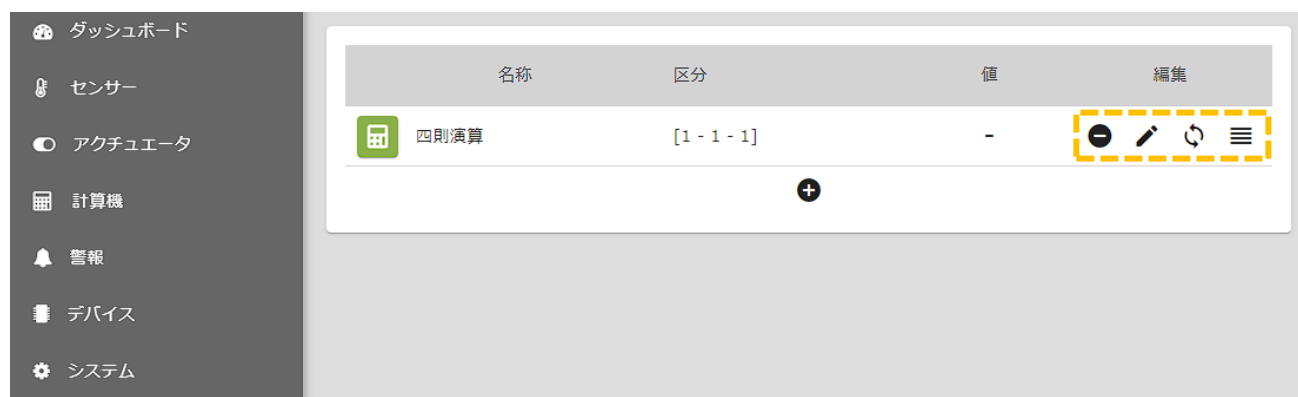 ダッシュボード
センサー
アクチュエータ
計算機
警報
デバイス
システム
名称 区分 値 編集
四則演算 [1 - 1 - 1] -